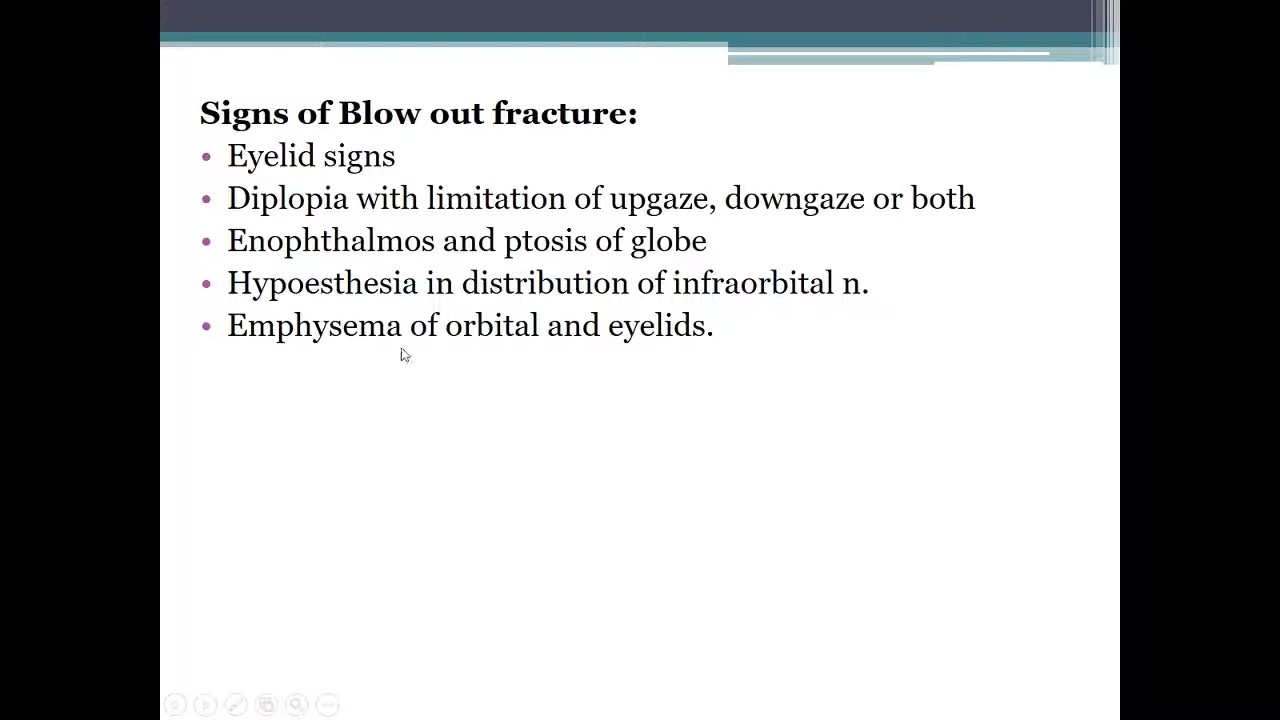 Signs of Blow out fracture:
• Eyelid signs
• Diplopia with limitation of upgaze, downgaze or both
• Enophthalmos and ptosis of globe
• Hypoesthesia in distribution of infraorbital n.
• Emphysema of orbital and eyelids.